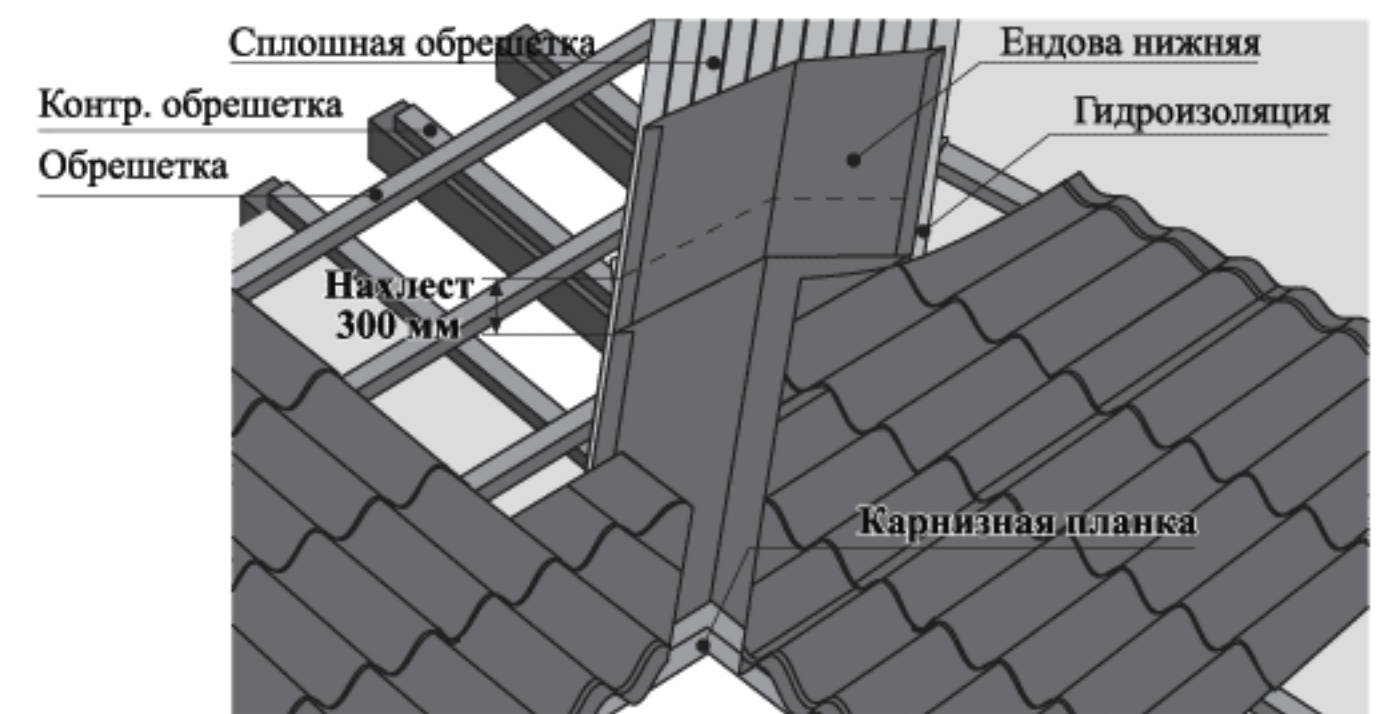 Сплошная обрешетка
Ендова нижняя
Контр. обрешетка
Гидроизоляция
Обрешетка
Нахлест
300 мм
Карнизная планка